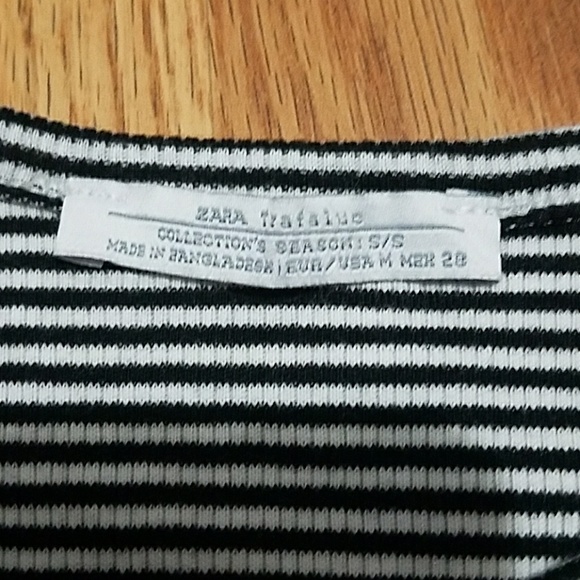 ZARA Trafaluc
COLLECTION'S SEASON: S/S
MADE IN BANGLADESH | EUR/USA M MEX 28